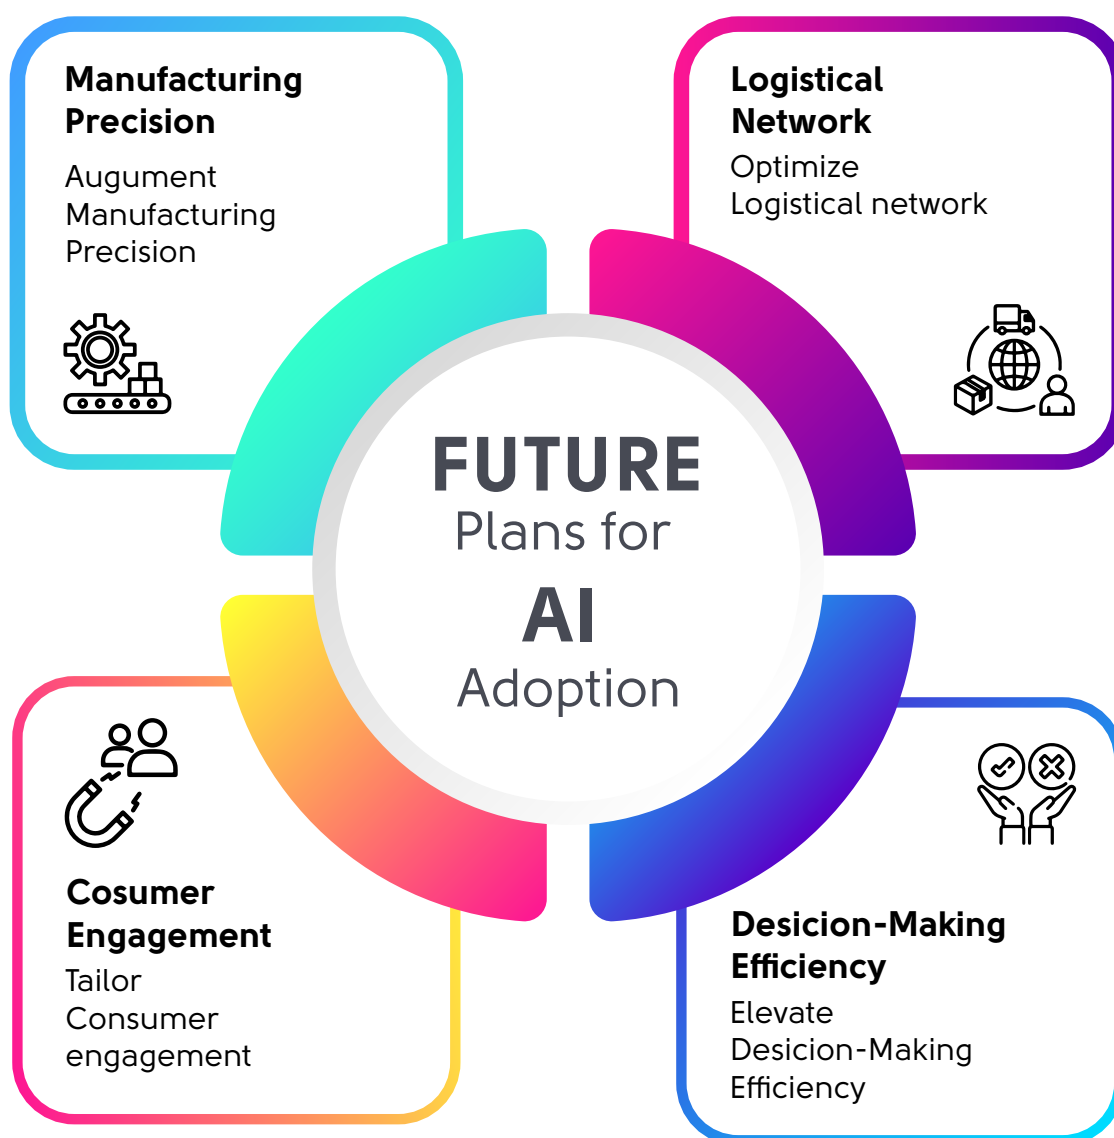 Manufacturing
Precision
Augument
Manufacturing
Precision
Logistical
Network
Optimize
Logistical network
FUTURE
Plans for
AI
Adoption
Cosumer
Engagement
Tailor
Consumer
engagement
Desicion-Making
Efficiency
Elevate
Desicion-Making
Efficiency